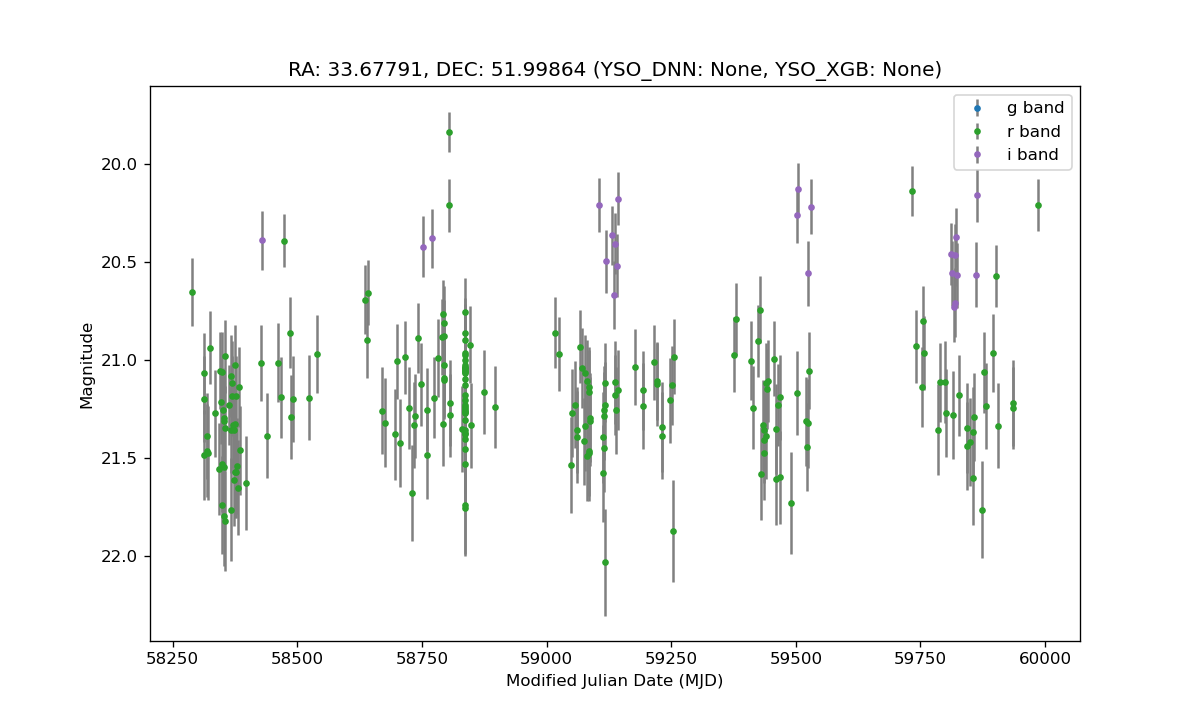 RA: 33.67791, DEC: 51.99864 (YSO_DNN: None, YSO_XGB: None)
g band
r band
i band
20.0
20.5
21.0
21.5
22.0
Magnitude
58250 58500 58750 59000 59250 59500 59750 60000
Modified Julian Date (MJD)